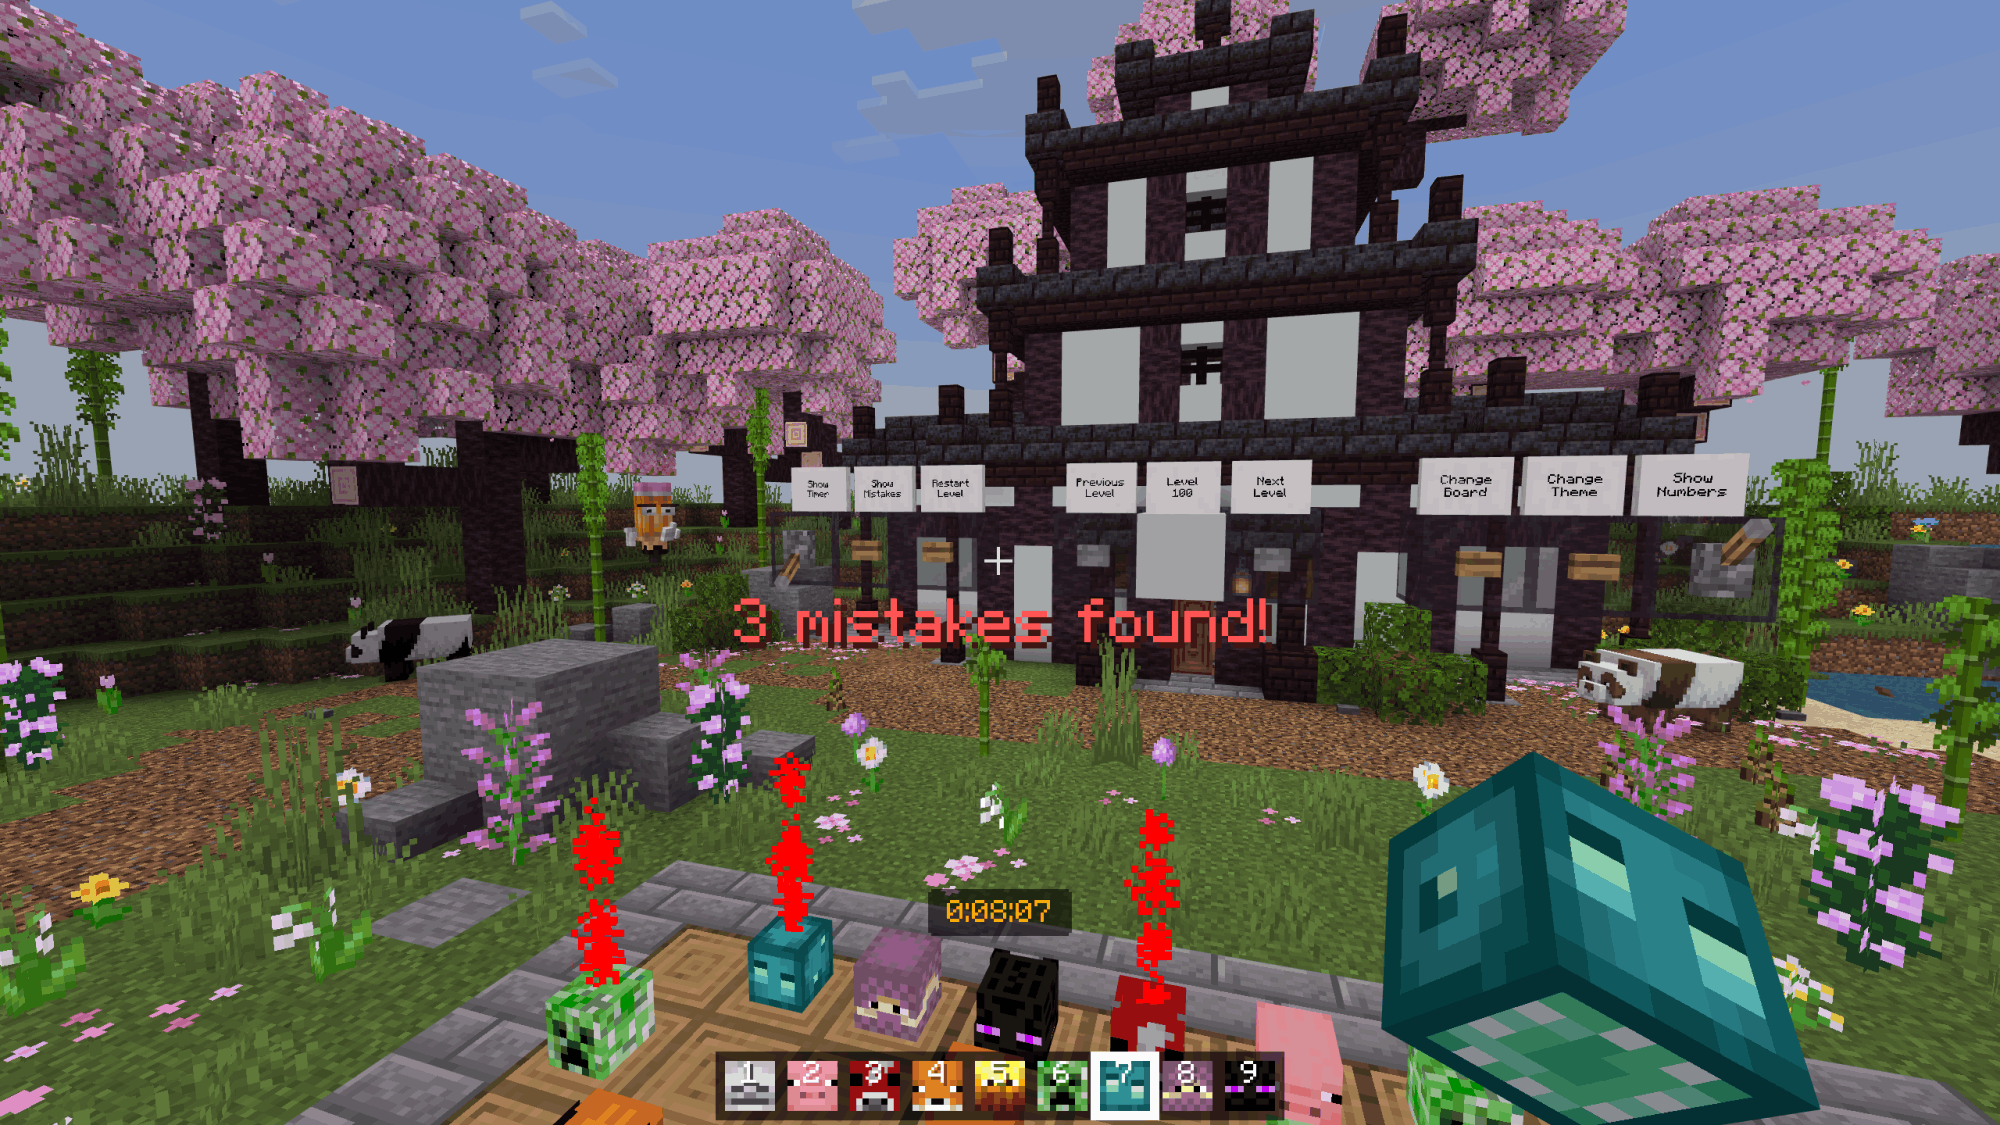 Show
Timer
Show
Mistakes
Restart
Level
Previous
Level
Level
100
Next
Level
Change
Board
Change
Theme
Show
Numbers
3 mistakes found!
0:08:07
1 2 3 4 5 6 7 8 9